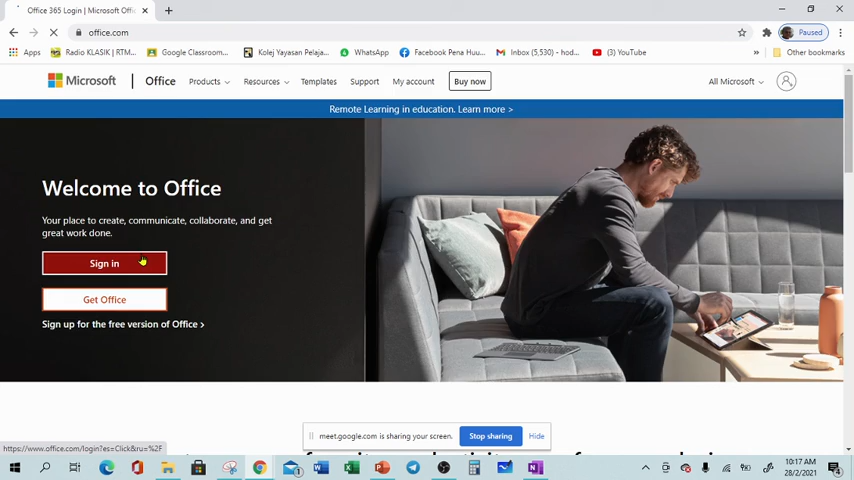 Office 365 Login | Microsoft Offic
office.com
Paused
Apps
Radio KLASIK | RTM...
Google Classroom...
Kolej Yayasan Pelaja...
WhatsApp
Facebook Pena Huu...
Inbox (5,530) - hod...
(3) YouTube
»
Other bookmarks
Microsoft
Office
Products
Resources
Templates
Support
My account
Buy now
All Microsoft
Remote Learning in education. Learn more >
Welcome to Office
Your place to create, communicate, collaborate, and get
great work done.
Sign in
Get Office
Sign up for the free version of Office >
meet.google.com is sharing your screen.
Stop sharing
Hide
https://www.office.com/login?es=Click&ru=%2F
10:17 AM
28/2/2021